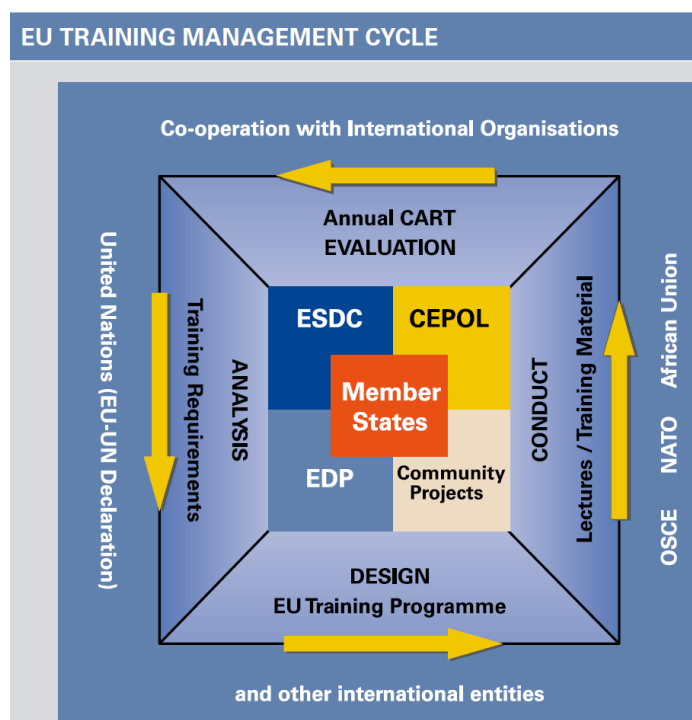 EU TRAINING MANAGEMENT CYCLE
Co-operation with International Organisations
Annual CART
EVALUATION
United Nations (EU-UN Declaration)
Training Requirements
ANALYSIS
ESDC
CEPOL
Member
States
EDP
Community
Projects
CONDUCT
Lectures / Training Material
OSCE NATO African Union
DESIGN
EU Training Programme
and other international entities